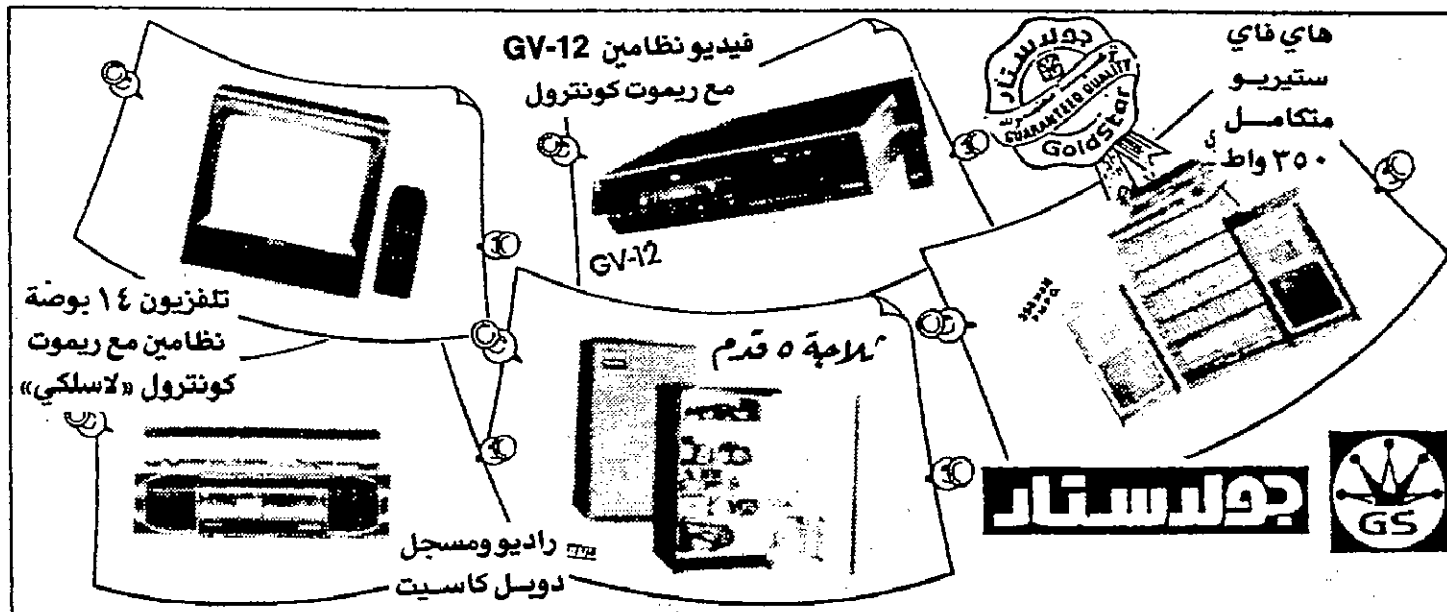 هاي فاي
ستيريو
متكامل
٣٥٠ واط
جولدستار
GUARANTEED QUALITY
GoldStar
فيديو نظامين GV-12
مع ريموت كونترول
GV-12
تلفزيون ١٤ بوصة
نظامين مع ريموت
كونترول «لاسلكي»
ثلاجة ٥ قدم
راديو ومسجل
دوبل كاسيت
جولدستار
GS